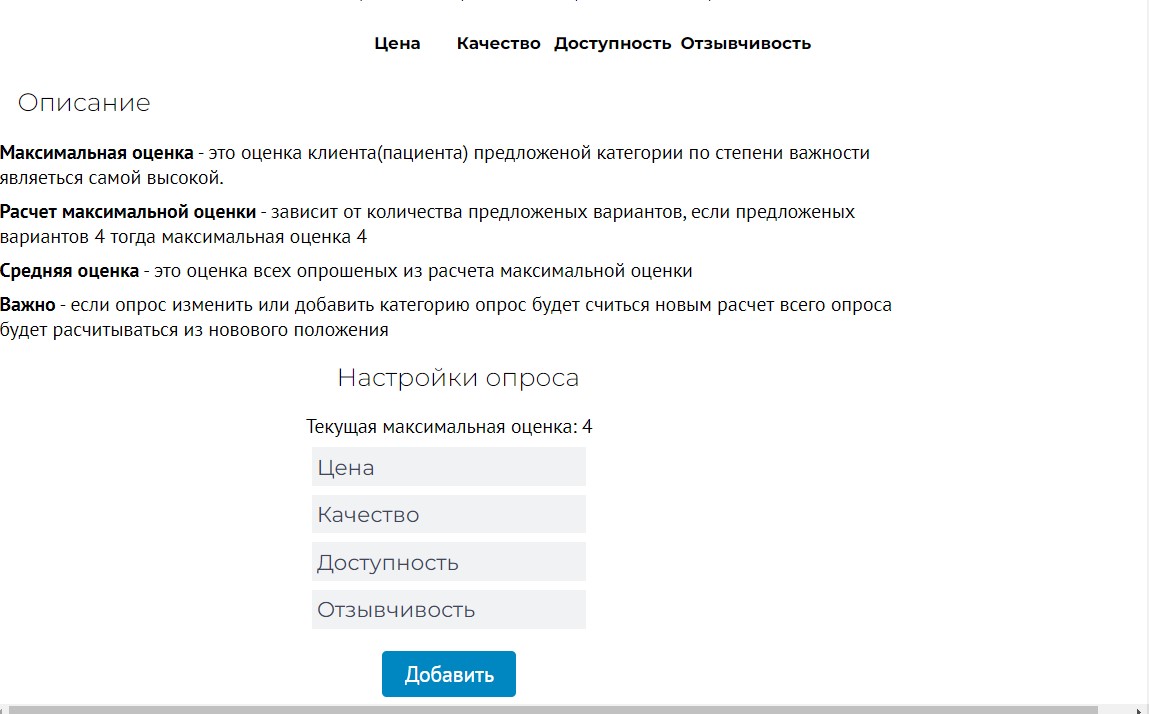 Цена Качество Доступность Отзывчивость
Описание
Максимальная оценка - это оценка клиента(пациента) предложеной категории по степени важности
являеться самой высокой.
Расчет максимальной оценки - зависит от количества предложеных вариантов, если предложеных
вариантов 4 тогда максимальная оценка 4
Средняя оценка - это оценка всех опрошеных из расчета максимальной оценки
Важно - если опрос изменить или добавить категорию опрос будет считься новым расчет всего опроса
будет расчитываться из новового положения
Настройки опроса
Текущая максимальная оценка: 4
Цена
Качество
Доступность
Отзывчивость
Добавить